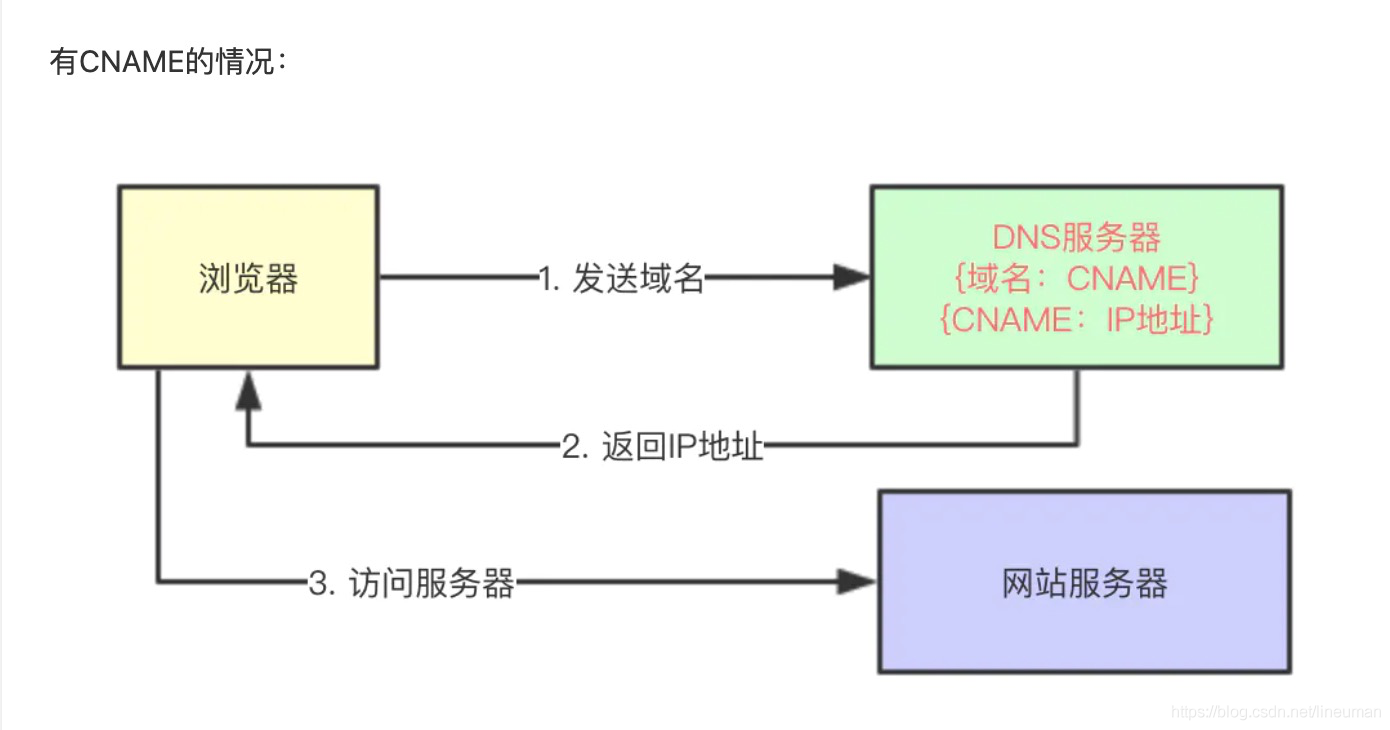 有CNAME的情况：
浏览器
1. 发送域名
DNS服务器
{域名：CNAME}
{CNAME：IP地址}
2. 返回IP地址
3. 访问服务器
网站服务器
https://blog.csdn.net/lineuman